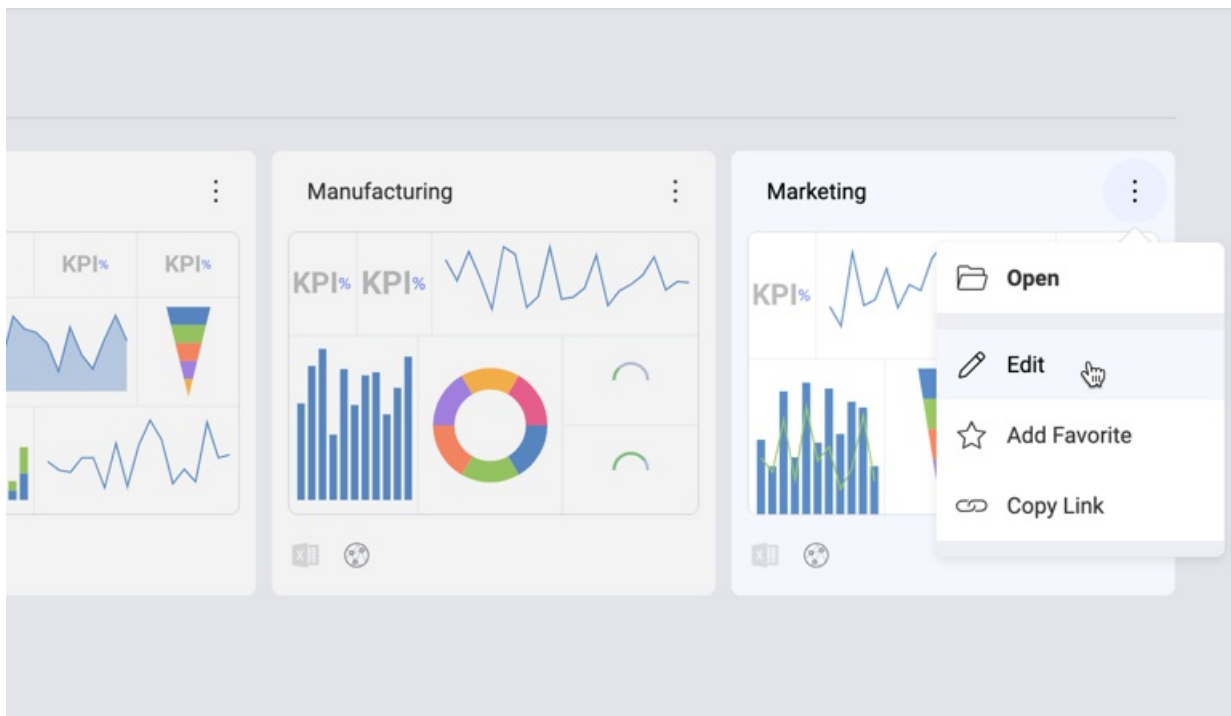 Manufacturing
Marketing
KPI% KPI%
KPI% KPI%
KPI%
Open
Edit
Add Favorite
Copy Link